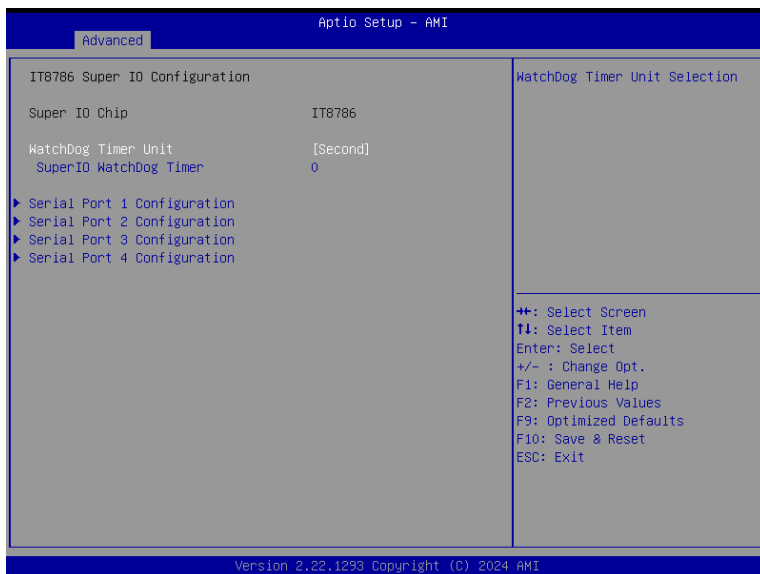 Aptio Setup – AMI
Advanced
IT8786 Super IO Configuration
Super IO Chip IT8786
WatchDog Timer Unit [Second]
SuperIO WatchDog Timer 0
Serial Port 1 Configuration
Serial Port 2 Configuration
Serial Port 3 Configuration
Serial Port 4 Configuration
WatchDog Timer Unit Selection
→←: Select Screen
↑↓: Select Item
Enter: Select
+/- : Change Opt.
F1: General Help
F2: Previous Values
F9: Optimized Defaults
F10: Save & Reset
ESC: Exit
Version 2.22.1293 Copyright (C) 2024 AMI